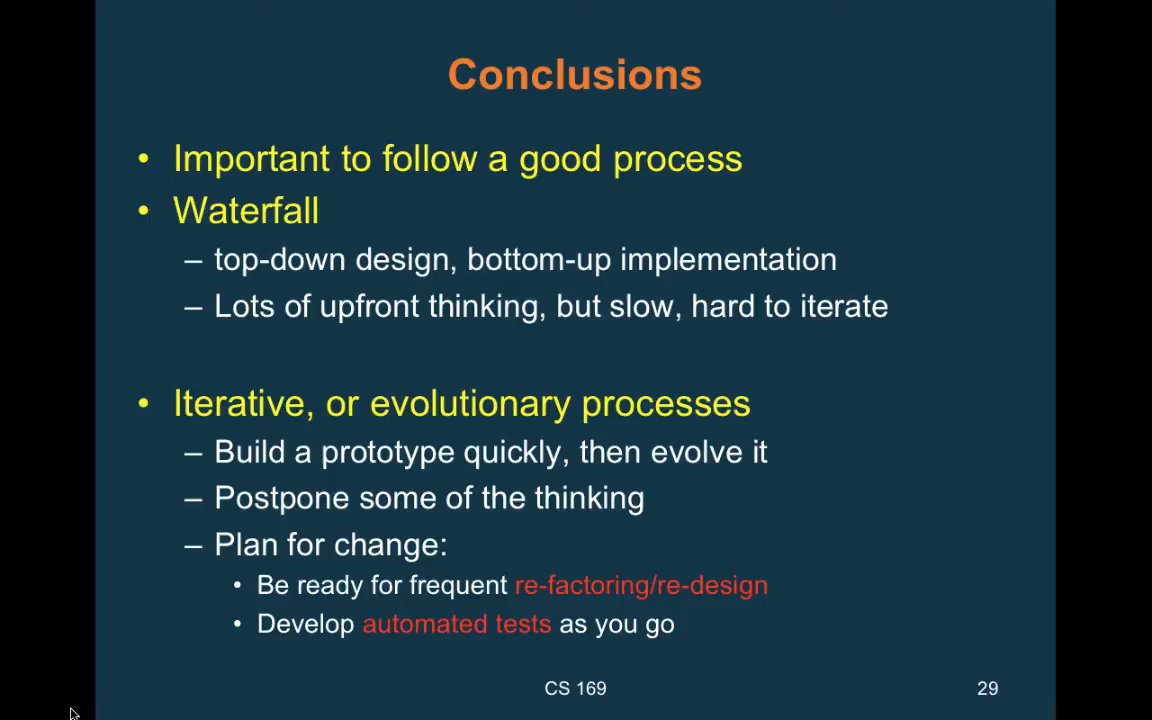 Conclusions
• Important to follow a good process
• Waterfall
– top-down design, bottom-up implementation
– Lots of upfront thinking, but slow, hard to iterate
• Iterative, or evolutionary processes
– Build a prototype quickly, then evolve it
– Postpone some of the thinking
– Plan for change:
• Be ready for frequent re-factoring/re-design
• Develop automated tests as you go
CS 169
29